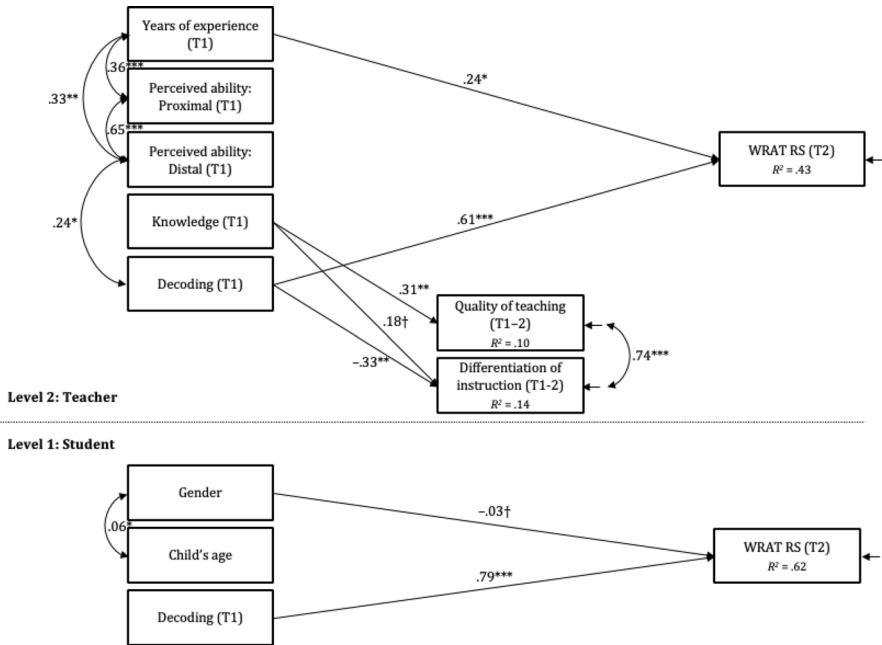 Years of experience
(T1)
.36***
Perceived ability:
Proximal (T1)
.33**
.65***
Perceived ability:
Distal (T1)
.24*
Knowledge (T1)
Decoding (T1)
.24*
WRAT RS (T2)
R² = .43
.61***
.31**
.18†
–.33**
Quality of teaching
(T1–2)
R² = .10
Differentiation of
instruction (T1-2)
R² = .14
.74***
Level 2: Teacher
Level 1: Student
Gender
.06*
Child's age
Decoding (T1)
–.03†
.79***
WRAT RS (T2)
R² = .62